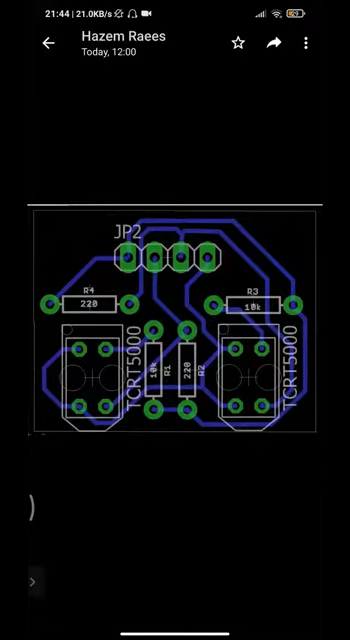 21:44 | 21.0KB/s
Hazem Raees
Today, 12:00
JP2
R4
220
R3
10k
TCRT5000
10k
R1
220
R2
TCRT5000